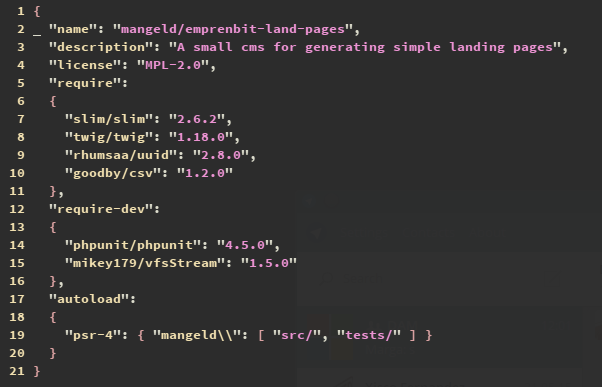 1 {
2 _ "name": "mangeld/emprenbit-land-pages",
3 "description": "A small cms for generating simple landing pages",
4 "license": "MPL-2.0",
5 "require":
6 {
7 "slim/slim": "2.6.2",
8 "twig/twig": "1.18.0",
9 "rhumsaa/uuid": "2.8.0",
10 "goodby/csv": "1.2.0"
11 },
12 "require-dev":
13 {
14 "phpunit/phpunit": "4.5.0",
15 "mikey179/vfsStream": "1.5.0"
16 },
17 "autoload":
18 {
19 "psr-4": { "mangeld\\": [ "src/", "tests/" ] }
20 }
21 }